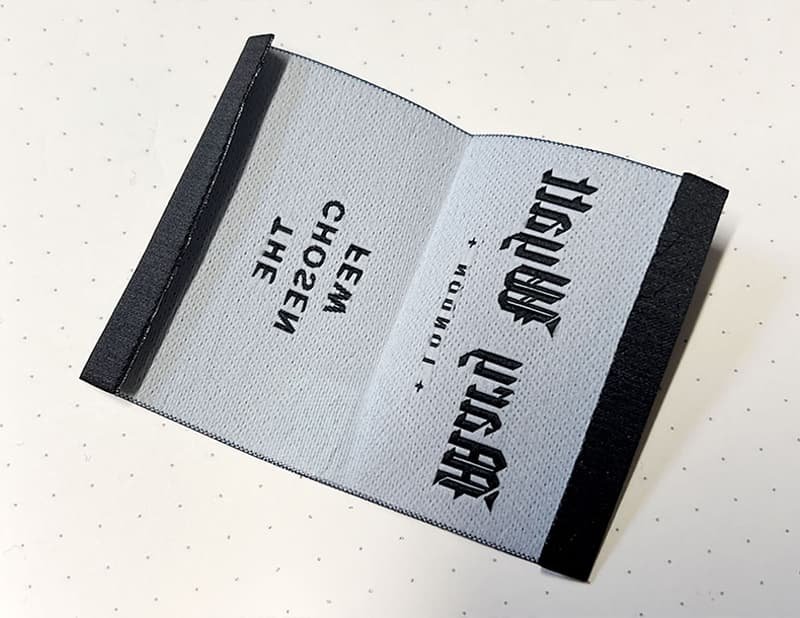 THE
CHOSEN
FEW
+ LONDON +